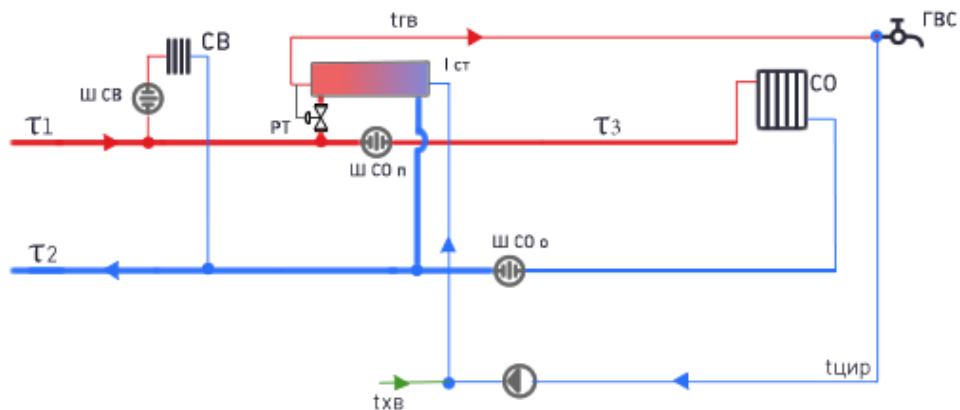 tгв
ГВС
СВ
I ст
СО
Ш СВ
τ1
РТ
τ3
Ш СО п
τ2
Ш СО о
tцир
tхв